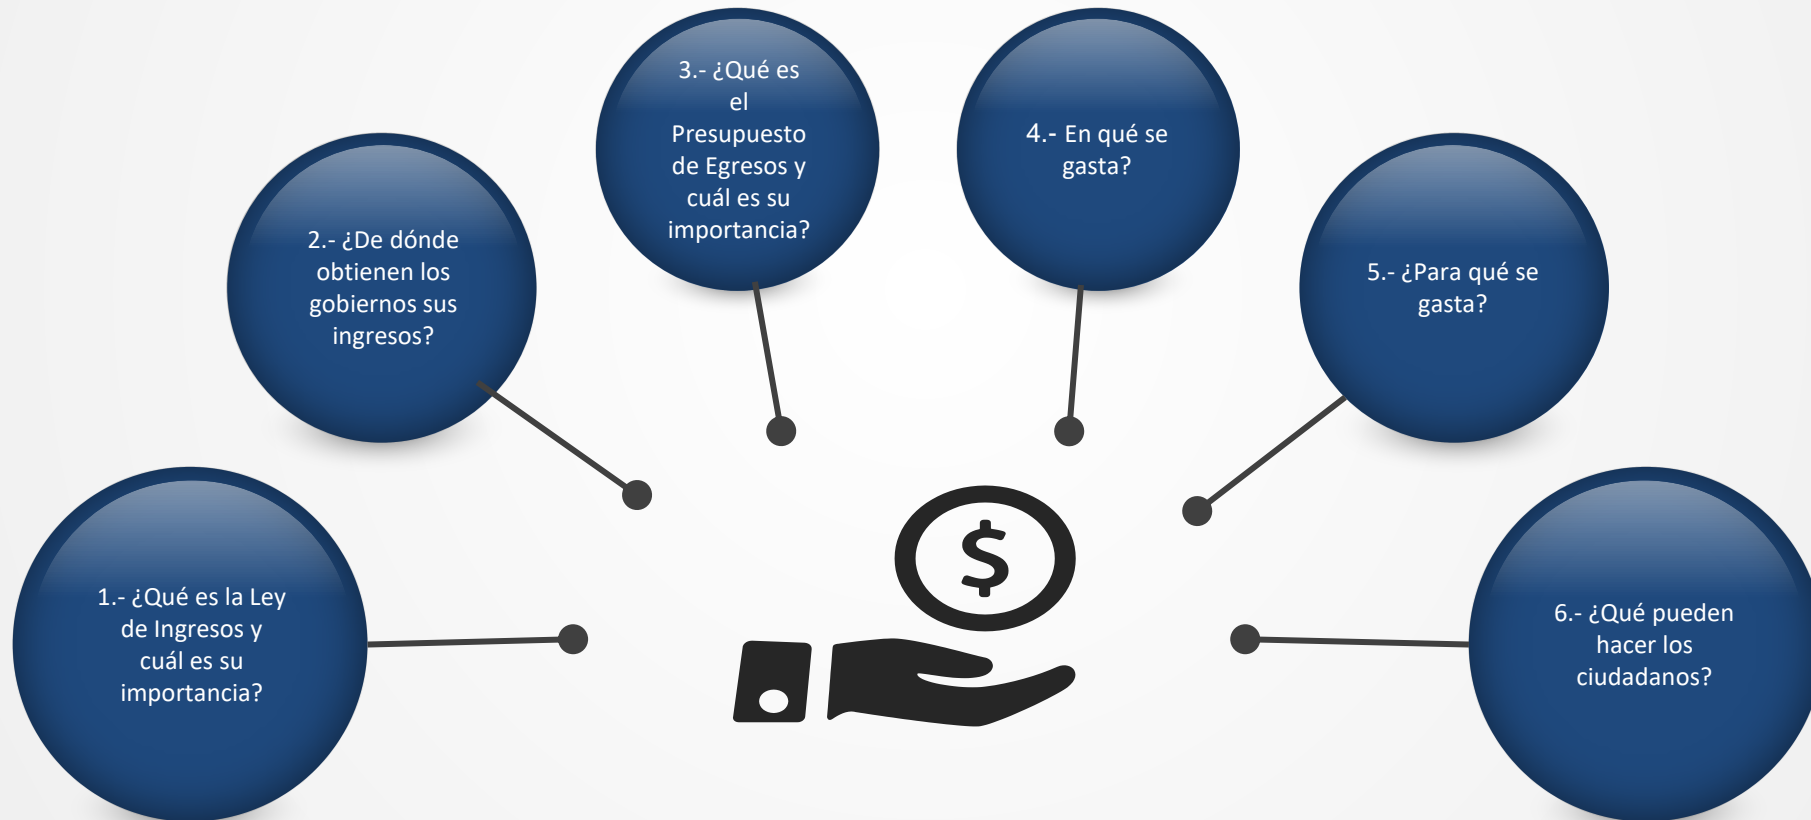 1.- ¿Qué es la Ley
de Ingresos y
cuál es su
importancia?
2.- ¿De dónde
obtienen los
gobiernos sus
ingresos?
3.- ¿Qué es
el
Presupuesto
de Egresos y
cuál es su
importancia?
4.- En qué se
gasta?
5.- ¿Para qué se
gasta?
6.- ¿Qué pueden
hacer los
ciudadanos?
$